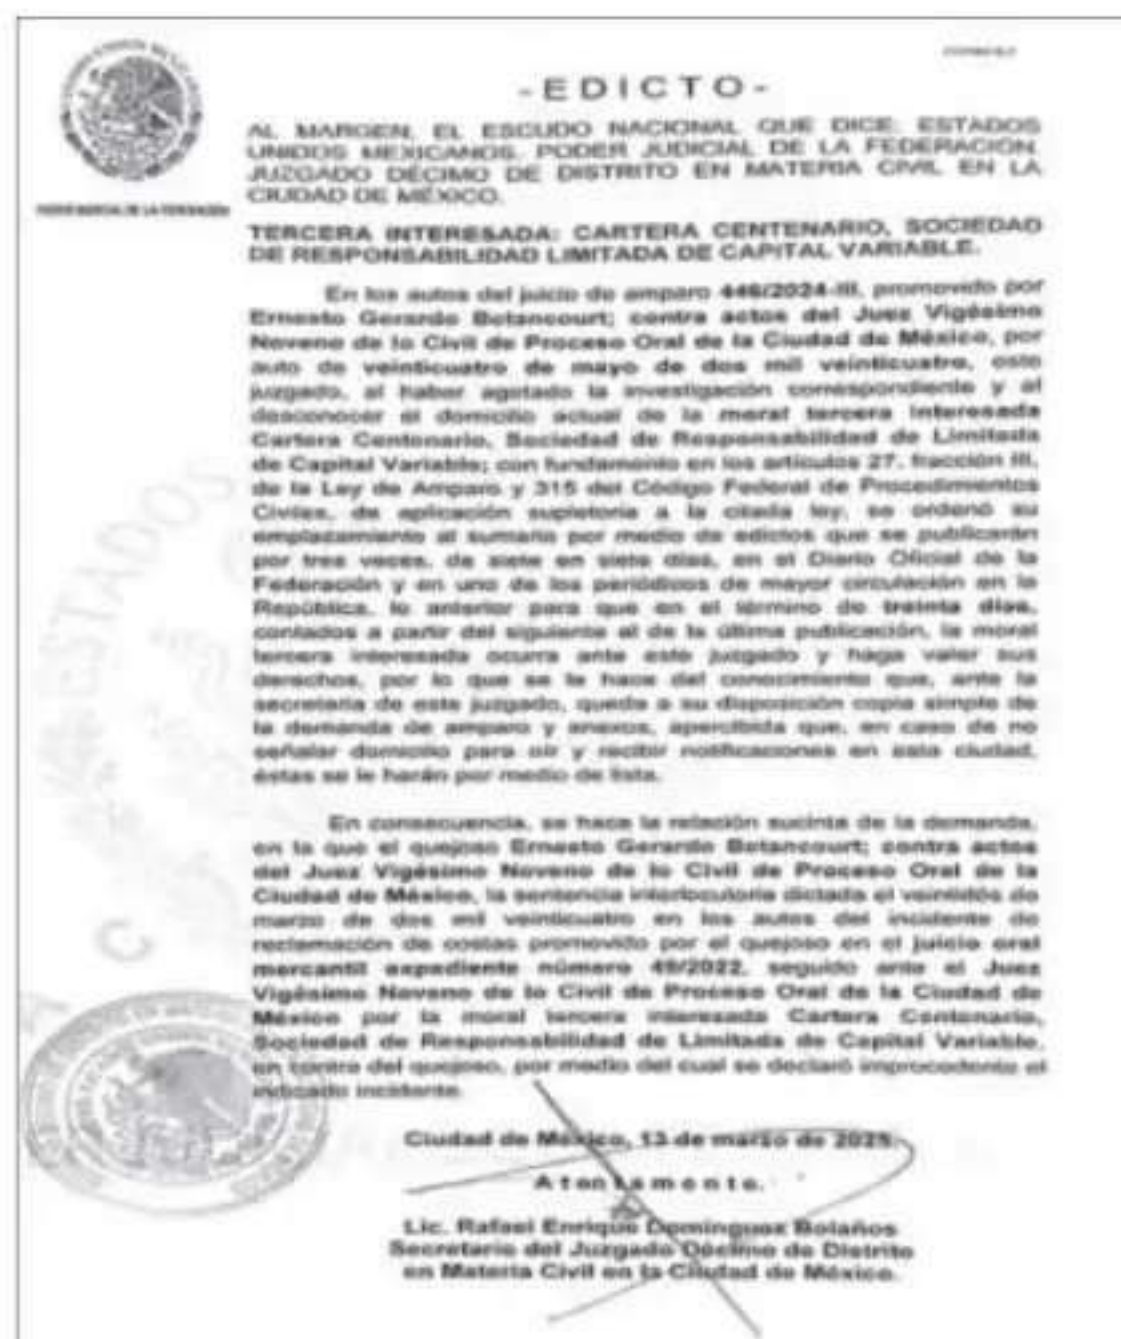 - E D I C T O -
AL MARGEN, EL ESCUDO NACIONAL QUE DICE: ESTADOS
UNIDOS MEXICANOS. PODER JUDICIAL DE LA FEDERACIÓN,
JUZGADO DÉCIMO DE DISTRITO EN MATERIA CIVIL EN LA
CIUDAD DE MÉXICO.
PODER JUDICIAL DE LA FEDERACIÓN
TERCERA INTERESADA: CARTERA CENTENARIO, SOCIEDAD
DE RESPONSABILIDAD LIMITADA DE CAPITAL VARIABLE.
En los autos del juicio de amparo 446/2024-III, promovido por
Ernesto Gerardo Betancourt; contra actos del Juez Vigésimo
Noveno de lo Civil de Proceso Oral de la Ciudad de México, por
auto de veinticuatro de mayo de dos mil veinticuatro, este
juzgado, al haber agotado la investigación correspondiente y al
desconocer el domicilio actual de la moral tercera interesada
Cartera Centenario, Sociedad de Responsabilidad de Limitada
de Capital Variable; con fundamento en los artículos 27, fracción III,
de la Ley de Amparo y 315 del Código Federal de Procedimientos
Civiles, de aplicación supletoria a la citada ley, se ordenó su
emplazamiento al sumario por medio de edictos que se publicarán
por tres veces, de siete en siete días, en el Diario Oficial de la
Federación y en uno de los periódicos de mayor circulación en la
República, lo anterior para que en el término de treinta días,
contados a partir del siguiente al de la última publicación, la moral
tercera interesada ocurra ante este juzgado y haga valer sus
derechos, por lo que se le hace del conocimiento que, ante la
secretaría de este juzgado, queda a su disposición copia simple de
la demanda de amparo y anexos, apercibida que, en caso de no
señalar domicilio para oír y recibir notificaciones en esta ciudad,
éstas se le harán por medio de lista.
En consecuencia, se hace la relación sucinta de la demanda,
en la que el quejoso Ernesto Gerardo Betancourt; contra actos
del Juez Vigésimo Noveno de lo Civil de Proceso Oral de la
Ciudad de México, la sentencia interlocutoria dictada el veintidós de
marzo de dos mil veinticuatro en los autos del incidente de
reclamación de costas promovido por el quejoso en el juicio oral
mercantil expediente número 49/2022, seguido ante el Juez
Vigésimo Noveno de lo Civil de Proceso Oral de la Ciudad de
México por la moral tercera interesada Cartera Centenario,
Sociedad de Responsabilidad de Limitada de Capital Variable,
en contra del quejoso, por medio del cual se declaró improcedente el
indicado incidente.
Ciudad de México, 13 de marzo de 2025.
A t e n t a m e n t e.
Lic. Rafael Enrique Domínguez Bolaños
Secretario del Juzgado Décimo de Distrito
en Materia Civil en la Ciudad de México.